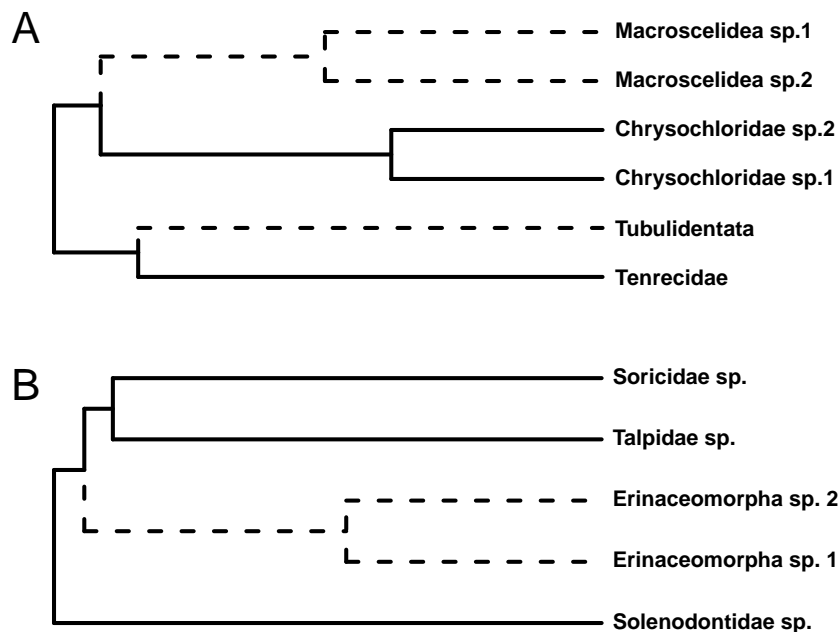 A
Macroscelidea sp.1
Macroscelidea sp.2
Chrysochloridae sp.2
Chrysochloridae sp.1
Tubulidentata
Tenrecidae
B
Soricidae sp.
Talpidae sp.
Erinaceomorpha sp. 2
Erinaceomorpha sp. 1
Solenodontidae sp.